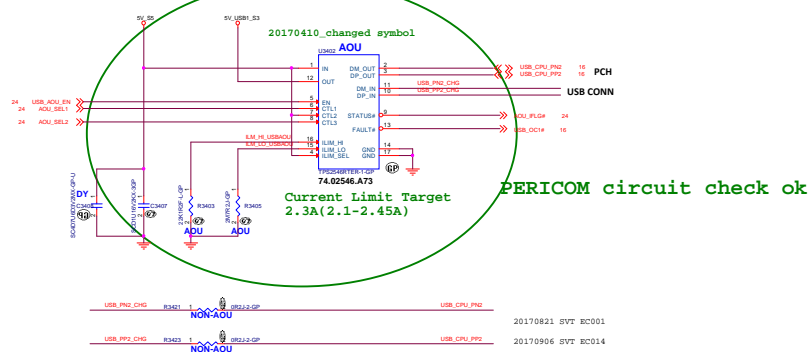 5V_S5
5V_USB1_S3
20170410_changed symbol
U3402 AOU
1 IN
12 OUT
5 EN
6 CTL1
7 CTL2
8 CTL3
16 ILIM_HI
15 ILIM_LO
4 ILIM_SEL
DM_OUT 2
DP_OUT 3
DM_IN 11
DP_IN 10
STATUS# 9
FAULT# 13
GND 14
GND 17
USB_CPU_PN2 16
USB_CPU_PP2 16
PCH
USB_PN2_CHG
USB_PP2_CHG
USB CONN
24 USB_AOU_EN
24 AOU_SEL1
24 AOU_SEL2
AOU_IFLG# 24
USB_OC1# 16
ILM_HI_USBAOU
ILM_LO_USBAOU
TPS2546RTER-1-GP
74.02546.A73
GP
DY
C3407
R3403
R3405
AOU
AOU
Current Limit Target
2.3A(2.1-2.45A)
PERICOM circuit check ok
USB_PN2_CHG R3421 1 2 0R2J-2-GP USB_CPU_PN2
NON-AOU
20170821 SVT EC001
USB_PP2_CHG R3423 1 2 0R2J-2-GP USB_CPU_PP2
NON-AOU
20170906 SVT EC014